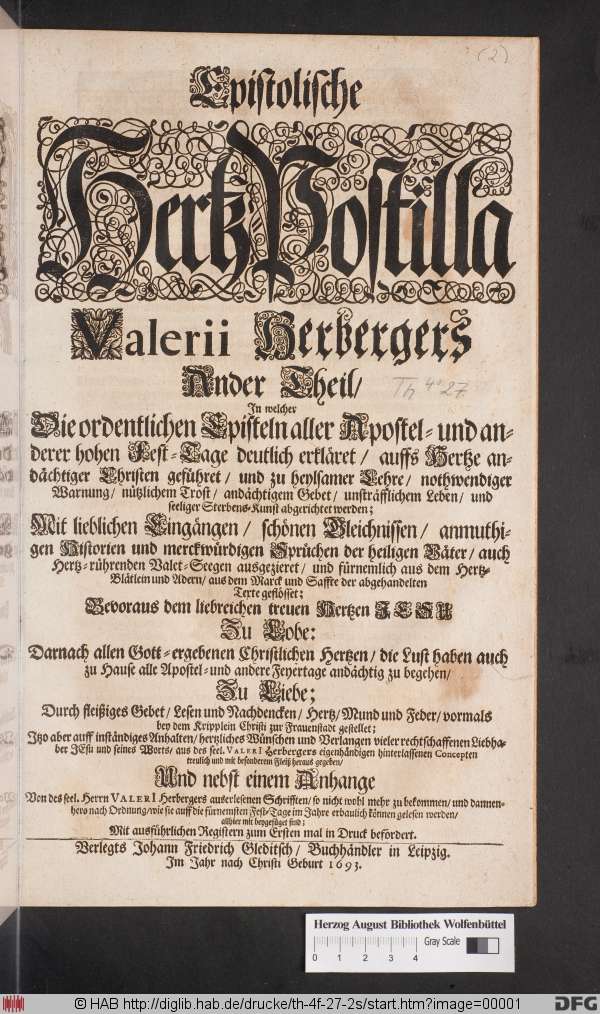 (2)
Epistolische
Hertz Postilla
Valerii Herbergers
Ander Theil/
Th 4° 27
In welcher
Die ordentlichen Episteln aller Apostel- und an-
derer hohen Fest-Tage deutlich erkläret/ auffs Hertze an-
dächtiger Christen geführet/ und zu heylsamer Lehre/ nothwendiger
Warnung/ nützlichem Trost/ andächtigem Gebet/ unsträfflichem Leben/ und
seeliger Sterbens-Kunst abgerichtet werden;
Mit lieblichen Eingängen/ schönen Gleichnissen/ anmuthi-
gen Historien und merckwürdigen Sprüchen der heiligen Väter/ auch
Hertz-rührenden Valet-Seegen ausgezieret/ und fürnemlich aus dem Hertz-
Blätlein und Adern/ aus dem Marck und Saffte der abgehandelten
Texte geflösset;
Bevoraus dem liebreichen treuen Hertzen JESU
Zu Lobe:
Darnach allen Gott-ergebenen Christlichen Hertzen/ die Lust haben auch
zu Hause alle Apostel- und andere Feyertage andächtig zu begehen/
Zu Liebe;
Durch fleißiges Gebet/ Lesen und Nachdencken/ Hertz/ Mund und Feder/ vormals
bey dem Kripplein Christi zur Frauenstadt gestellet;
Itzo aber auff inständiges Anhalten/ hertzliches Wünschen und Verlangen vieler rechtschaffenen Liebha-
ber JEsu und seines Worts/ aus des seel. VALERI Herbergers eigenhändigen hinterlassenen Concepten
treulich und mit besonderem Fleiß heraus gegeben/
Und nebst einem Anhange
Von des seel. Herrn VALERI Herbergers auserlesenen Schrifften/ so nicht wohl mehr zu bekommen/ und dannen-
hero nach Ordnung/ wie sie auff die fürnemsten Fest-Tage im Jahre erbaulich können gelesen werden/
allhier mit beygefüget sind;
Mit ausführlichen Registern zum Ersten mal in Druck befördert.
Verlegts Johann Friedrich Gleditsch/ Buchhändler in Leipzig.
Im Jahr nach Christi Geburt 1693.
Herzog August Bibliothek Wolfenbüttel
0 1 2 3 4 Gray Scale
© HAB http://diglib.hab.de/drucke/th-4f-27-2s/start.htm?image=00001
DFG